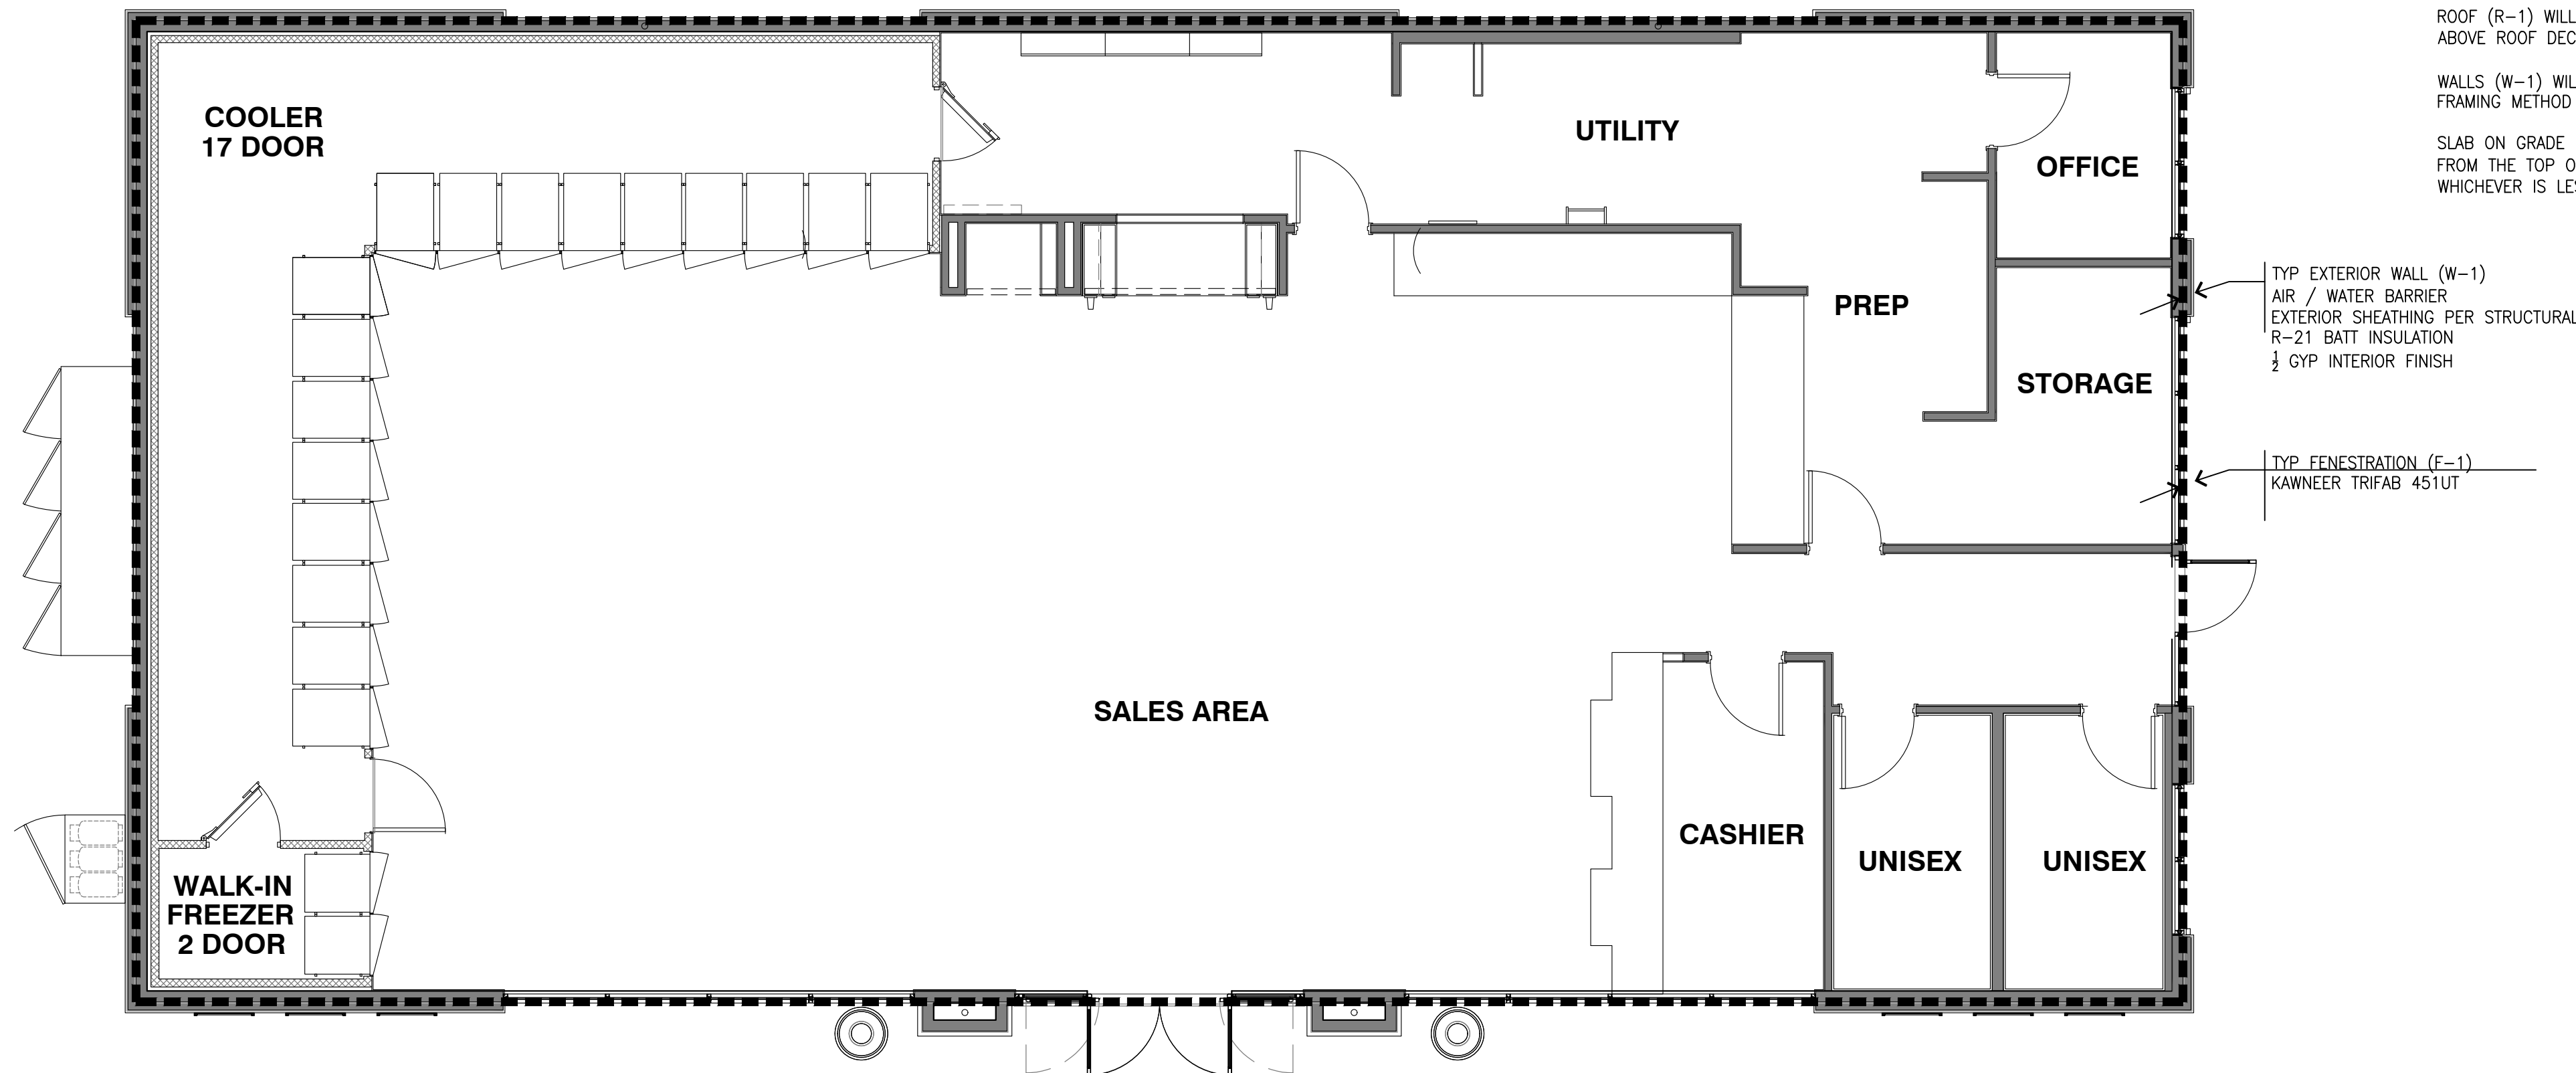 ROOF (R-1) WILL
ABOVE ROOF DEC
WALLS (W-1) WIL
FRAMING METHOD
SLAB ON GRADE
FROM THE TOP O
WHICHEVER IS LES
COOLER
17 DOOR
UTILITY
OFFICE
TYP EXTERIOR WALL (W-1)
AIR / WATER BARRIER
EXTERIOR SHEATHING PER STRUCTURAL
R-21 BATT INSULATION
½ GYP INTERIOR FINISH
PREP
STORAGE
TYP FENESTRATION (F-1)
KAWNEER TRIFAB 451UT
SALES AREA
CASHIER
UNISEX
UNISEX
WALK-IN
FREEZER
2 DOOR